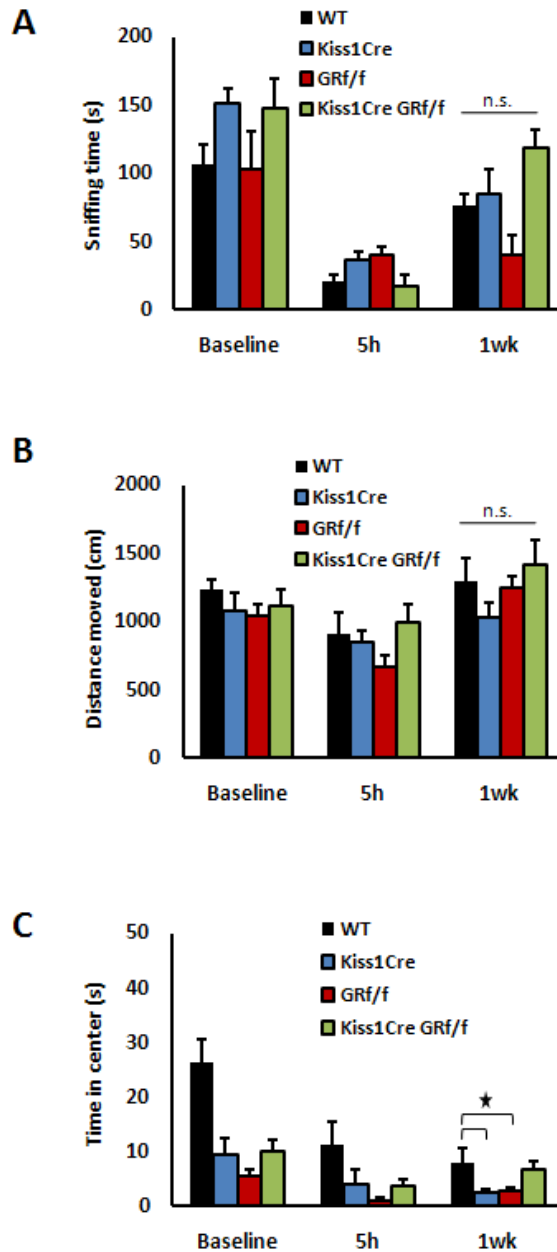 A
WT
Kiss1Cre
GRf/f
Kiss1Cre GRf/f
n.s.
Sniffing time (s)
200
150
100
50
0
Baseline 5h 1wk
B
WT
Kiss1Cre
GRf/f
Kiss1Cre GRf/f
n.s.
Distance moved (cm)
2000
1500
1000
500
0
Baseline 5h 1wk
C
WT
Kiss1Cre
GRf/f
Kiss1Cre GRf/f
Time in center (s)
50
40
30
20
10
0
Baseline 5h 1wk